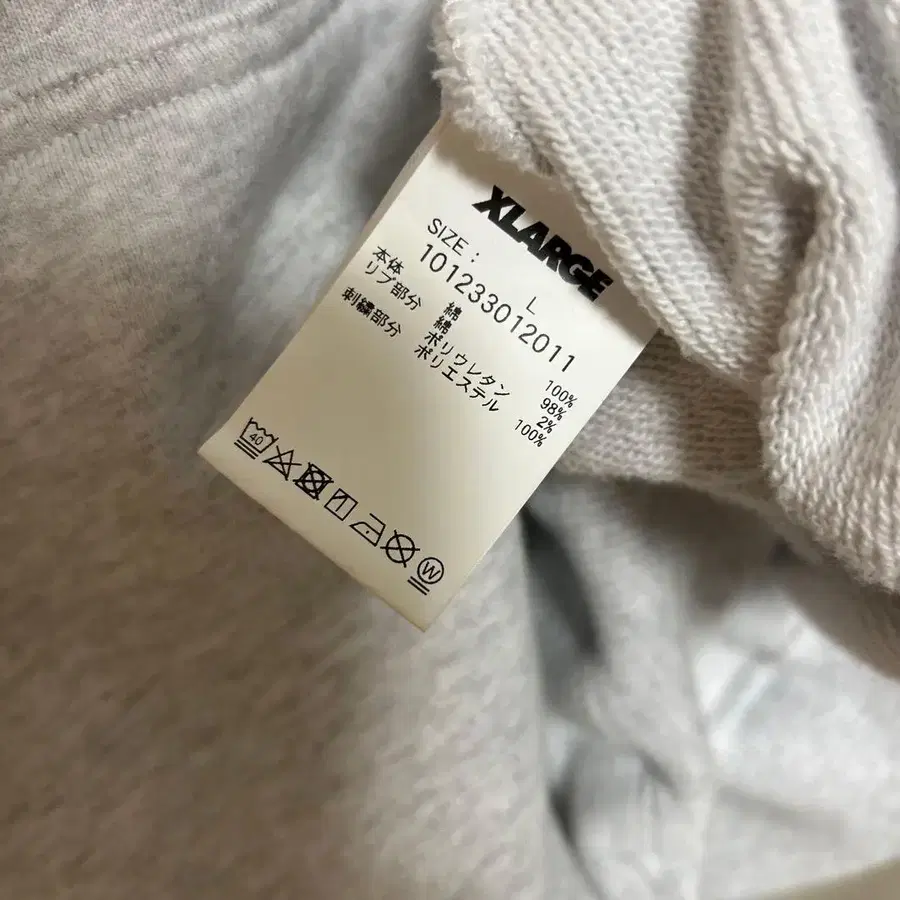 XLARGE
SIZE : L
101233012011
本体 綿 100%
リブ部分 綿 98%
ポリウレタン 2%
刺繍部分 ポリエステル 100%
40
W